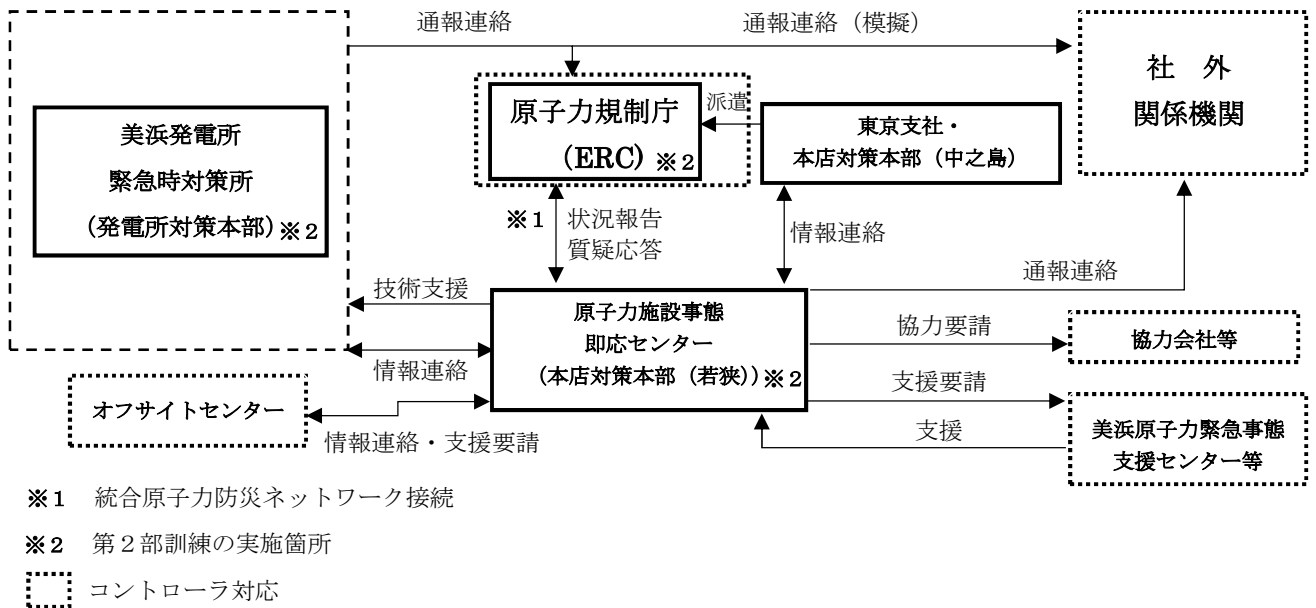 通報連絡
通報連絡（模擬）
社　外
関係機関
美浜発電所
緊急時対策所
（発電所対策本部）※２
原子力規制庁
（ERC）※２
派遣
東京支社・
本店対策本部（中之島）
※１ 状況報告
質疑応答
情報連絡
通報連絡
技術支援
原子力施設事態
即応センター
（本店対策本部（若狭））※２
協力要請
協力会社等
情報連絡
支援要請
オフサイトセンター
支援
美浜原子力緊急事態
支援センター等
情報連絡・支援要請
※１　統合原子力防災ネットワーク接続
※２　第２部訓練の実施箇所
コントローラ対応